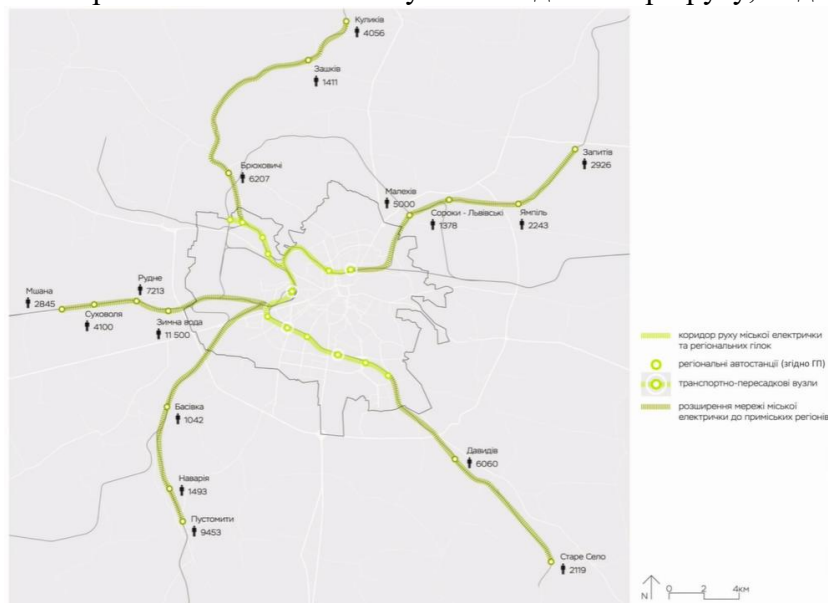 Куликів
4056
Зашків
1411
Брюховичі
6207
Запитів
2926
Малехів
5000
Сороки - Львівські
1378
Ямпіль
2243
Рудне
7213
Мшана
2845
Суховоля
4100
Зимна вода
11 500
Басівка
1042
Наварія
1493
Пустомити
9453
Давидів
6060
Старе Село
2119
коридор руху міської електрички
та регіональних гілок
регіональні автостанції (згідно ГП)
транспортно-пересадкові вузли
розширення мережі міської
електрички до приміських регіонів
N 0 2 4км